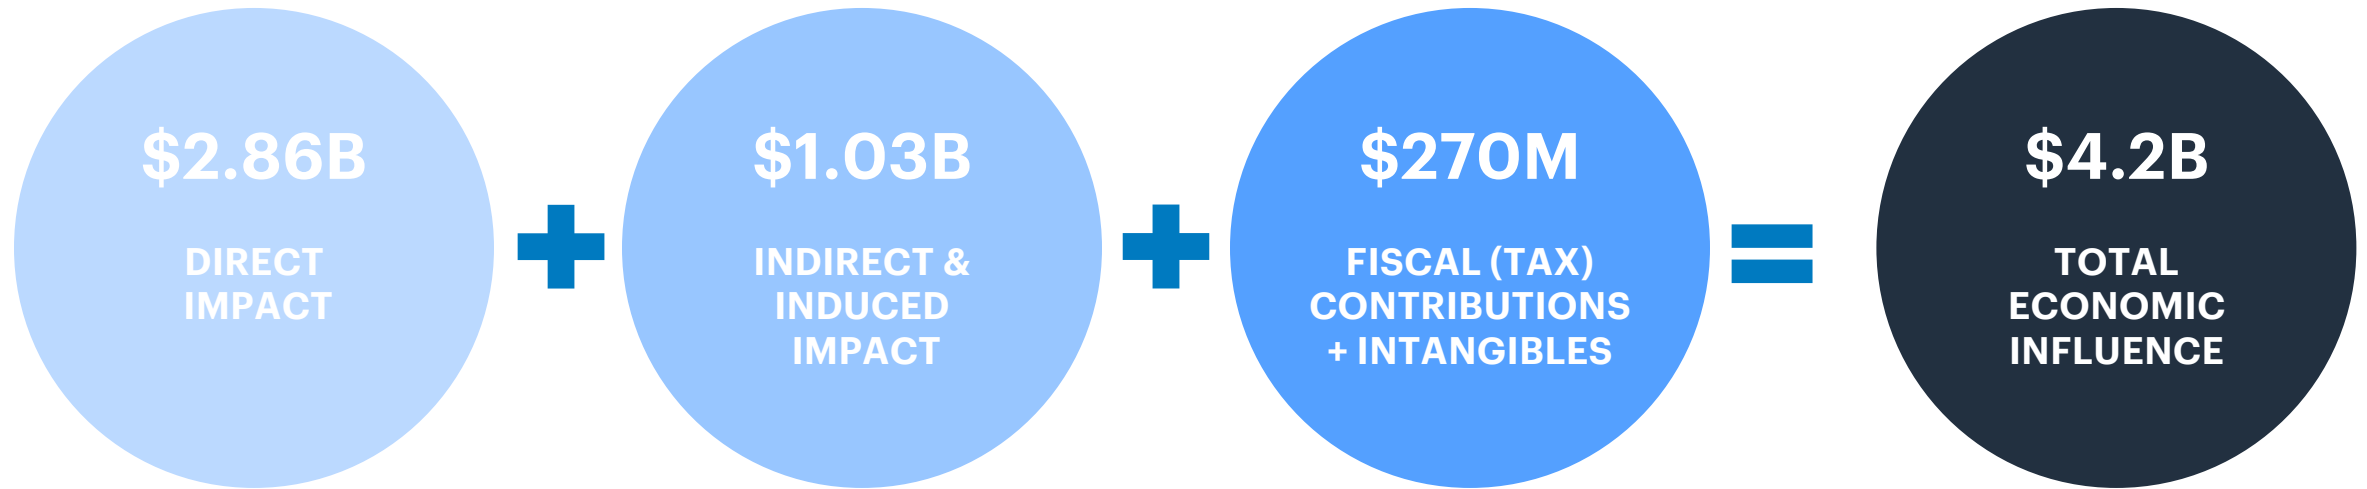 $2.86B
DIRECT
IMPACT
$1.03B
INDIRECT &
INDUCED
IMPACT
$270M
FISCAL (TAX)
CONTRIBUTIONS
+ INTANGIBLES
$4.2B
TOTAL
ECONOMIC
INFLUENCE